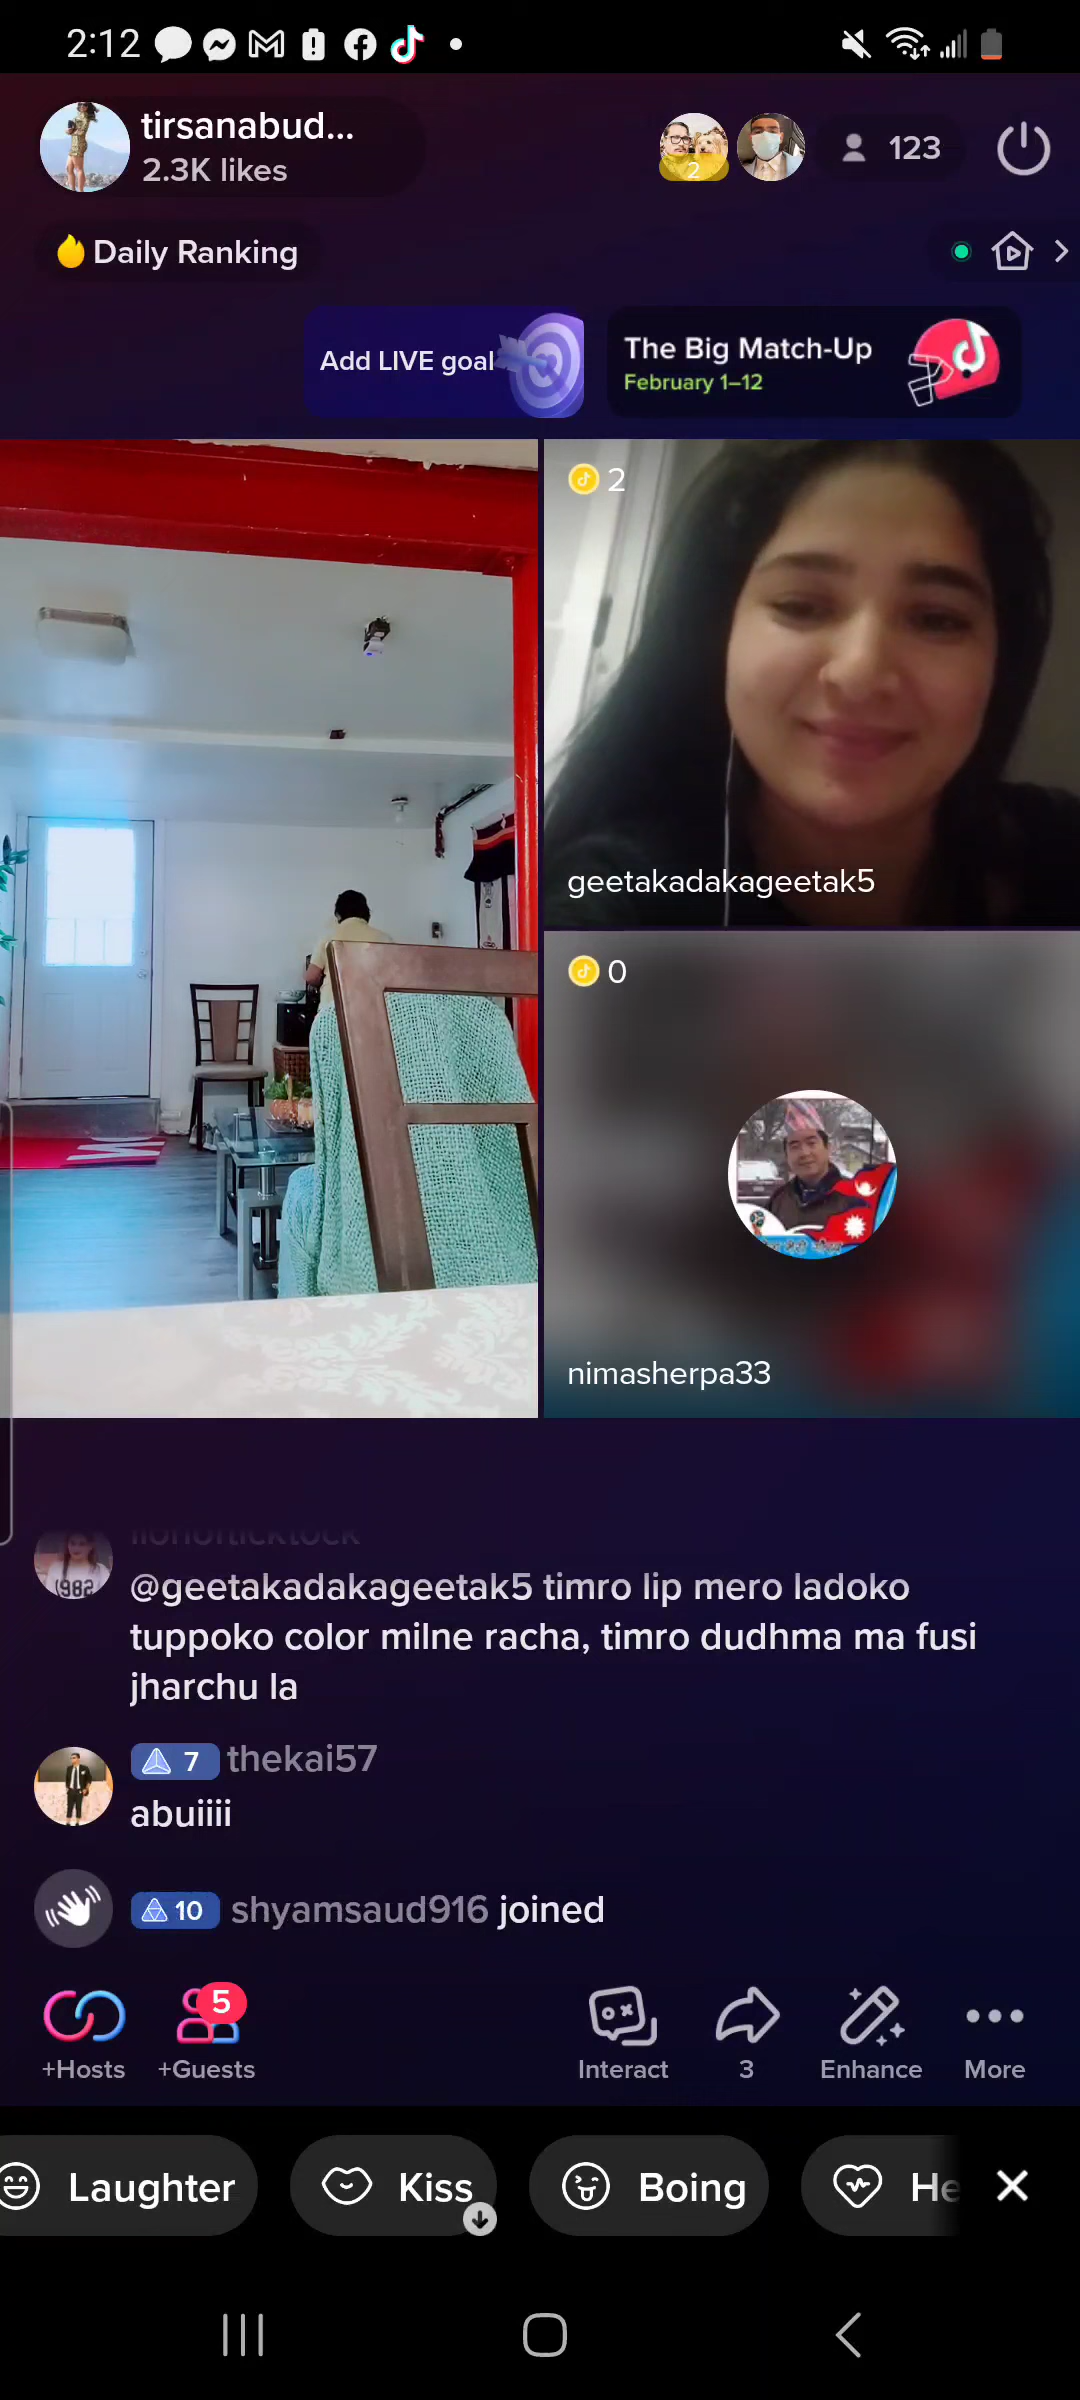 2:12
tirsanabud...
2.3K likes
2
123
Daily Ranking
Add LIVE goal
The Big Match-Up
February 1–12
2
geetakadakageetak5
0
nimasherpa33
@geetakadakageetak5 timro lip mero ladoko
tuppoko color milne racha, timro dudhma ma fusi
jharchu la
7 thekai57
abuiiii
10 shyamsaud916 joined
5
+Hosts
+Guests
Interact
3
Enhance
More
Laughter
Kiss
Boing
He